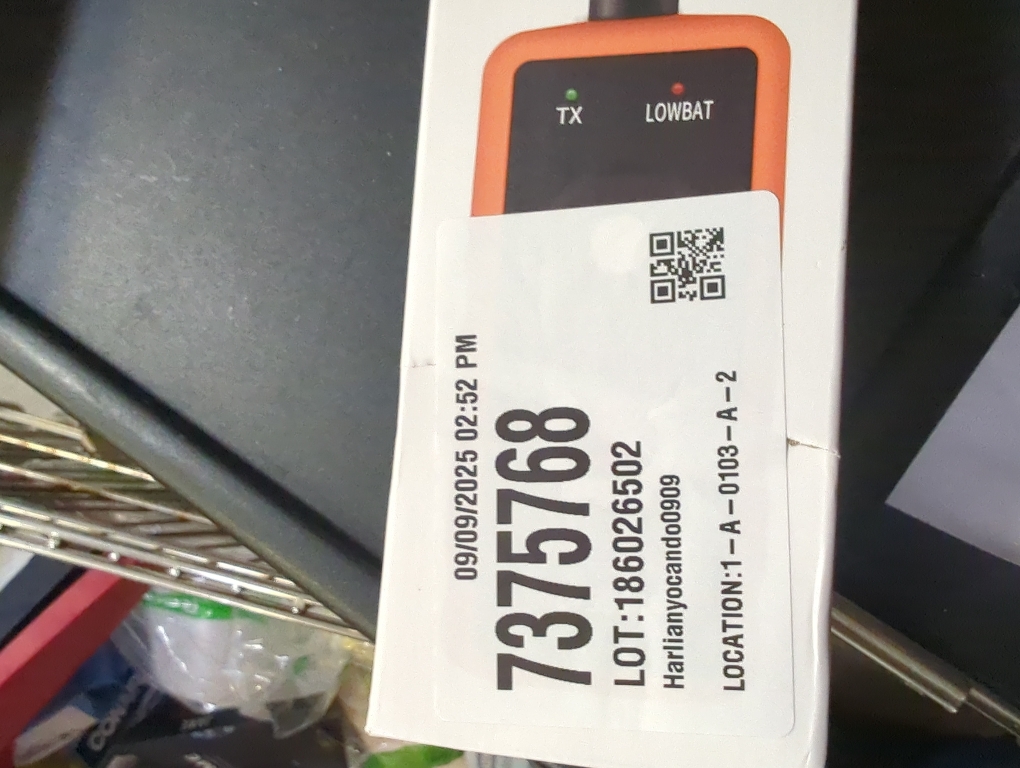 TX
LOWBAT
09/09/2025 02:52 PM
7375768
LOT:186026502
Harlianyocando0909
LOCATION:1-A-0103-A-2